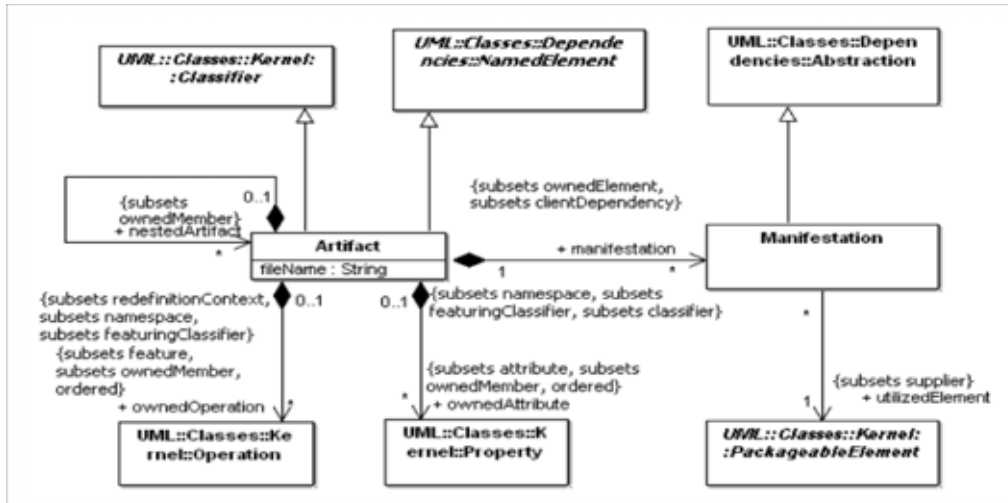 UML::Classes::Kernel:
:Classifier
UML::Classes::Depende
ncies::NamedElement
UML::Classes::Depen
dencies::Abstraction
{subsets
ownedMember}
+ nestedArtifact
*
0..1
{subsets ownedElement,
subsets clientDependency}
Artifact
fileName : String
1
+ manifestation
*
Manifestation
{subsets redefinitionContext,
subsets namespace,
subsets featuringClassifier}
0..1
0..1
{subsets namespace, subsets
featuringClassifier, subsets classifier}
{subsets feature,
subsets ownedMember,
ordered}
+ ownedOperation
*
{subsets attribute, subsets
ownedMember, ordered}
*
+ ownedAttribute
*
{subsets supplier}
1
+ utilizedElement
UML::Classes::Ke
rnel::Operation
UML::Classes::K
ernel::Property
UML::Classes::Kernel:
:PackageableElement